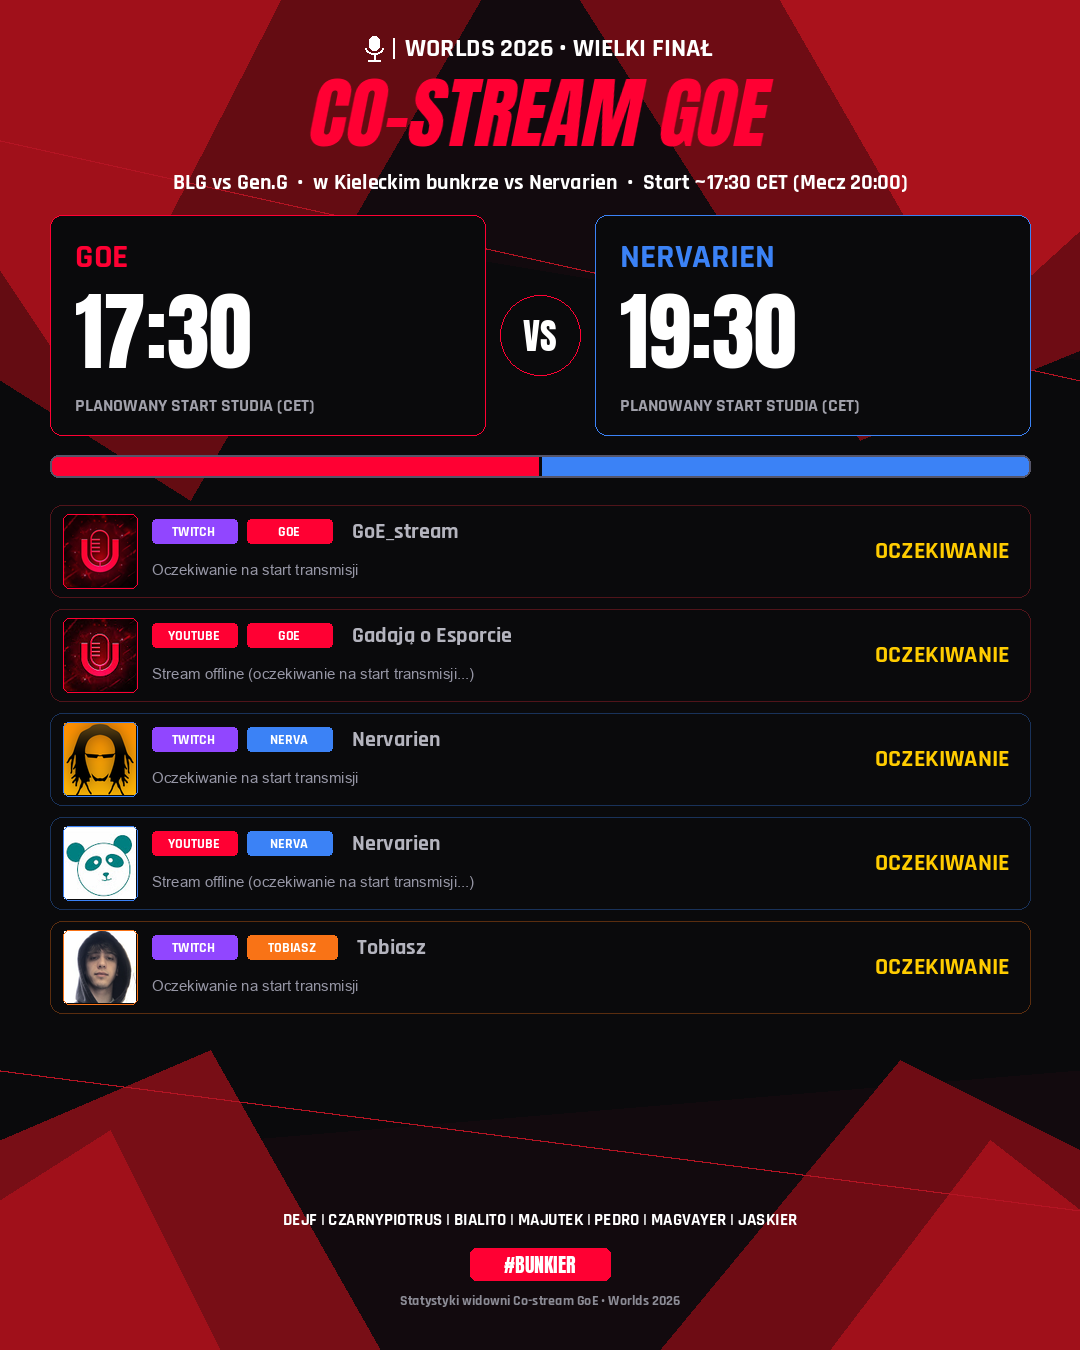 | WORLDS 2026 • WIELKI FINAŁ
CO-STREAM GOE
BLG vs Gen.G • w Kieleckim bunkrze vs Nervarien • Start ~17:30 CET (Mecz 20:00)
GOE
17:30
PLANOWANY START STUDIA (CET)
VS
NERVARIEN
19:30
PLANOWANY START STUDIA (CET)
TWITCH GOE GoE_stream
Oczekiwanie na start transmisji
OCZEKIWANIE
YOUTUBE GOE Gadają o Esporcie
Stream offline (oczekiwanie na start transmisji...)
OCZEKIWANIE
TWITCH NERVA Nervarien
Oczekiwanie na start transmisji
OCZEKIWANIE
YOUTUBE NERVA Nervarien
Stream offline (oczekiwanie na start transmisji...)
OCZEKIWANIE
TWITCH TOBIASZ Tobiasz
Oczekiwanie na start transmisji
OCZEKIWANIE
DEJF | CZARNYPIOTRUS | BIALITO | MAJUTEK | PEDRO | MAGVAYER | JASKIER
#BUNKIER
Statystyki widowni Co-stream GoE • Worlds 2026